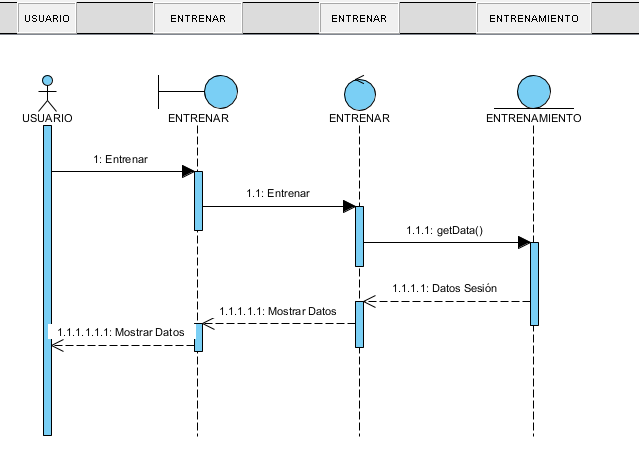 USUARIO
ENTRENAR
ENTRENAR
ENTRENAMIENTO
USUARIO
ENTRENAR
ENTRENAR
ENTRENAMIENTO
1: Entrenar
1.1: Entrenar
1.1.1: getData()
1.1.1.1: Datos Sesión
1.1.1.1.1: Mostrar Datos
1.1.1.1.1.1: Mostrar Datos